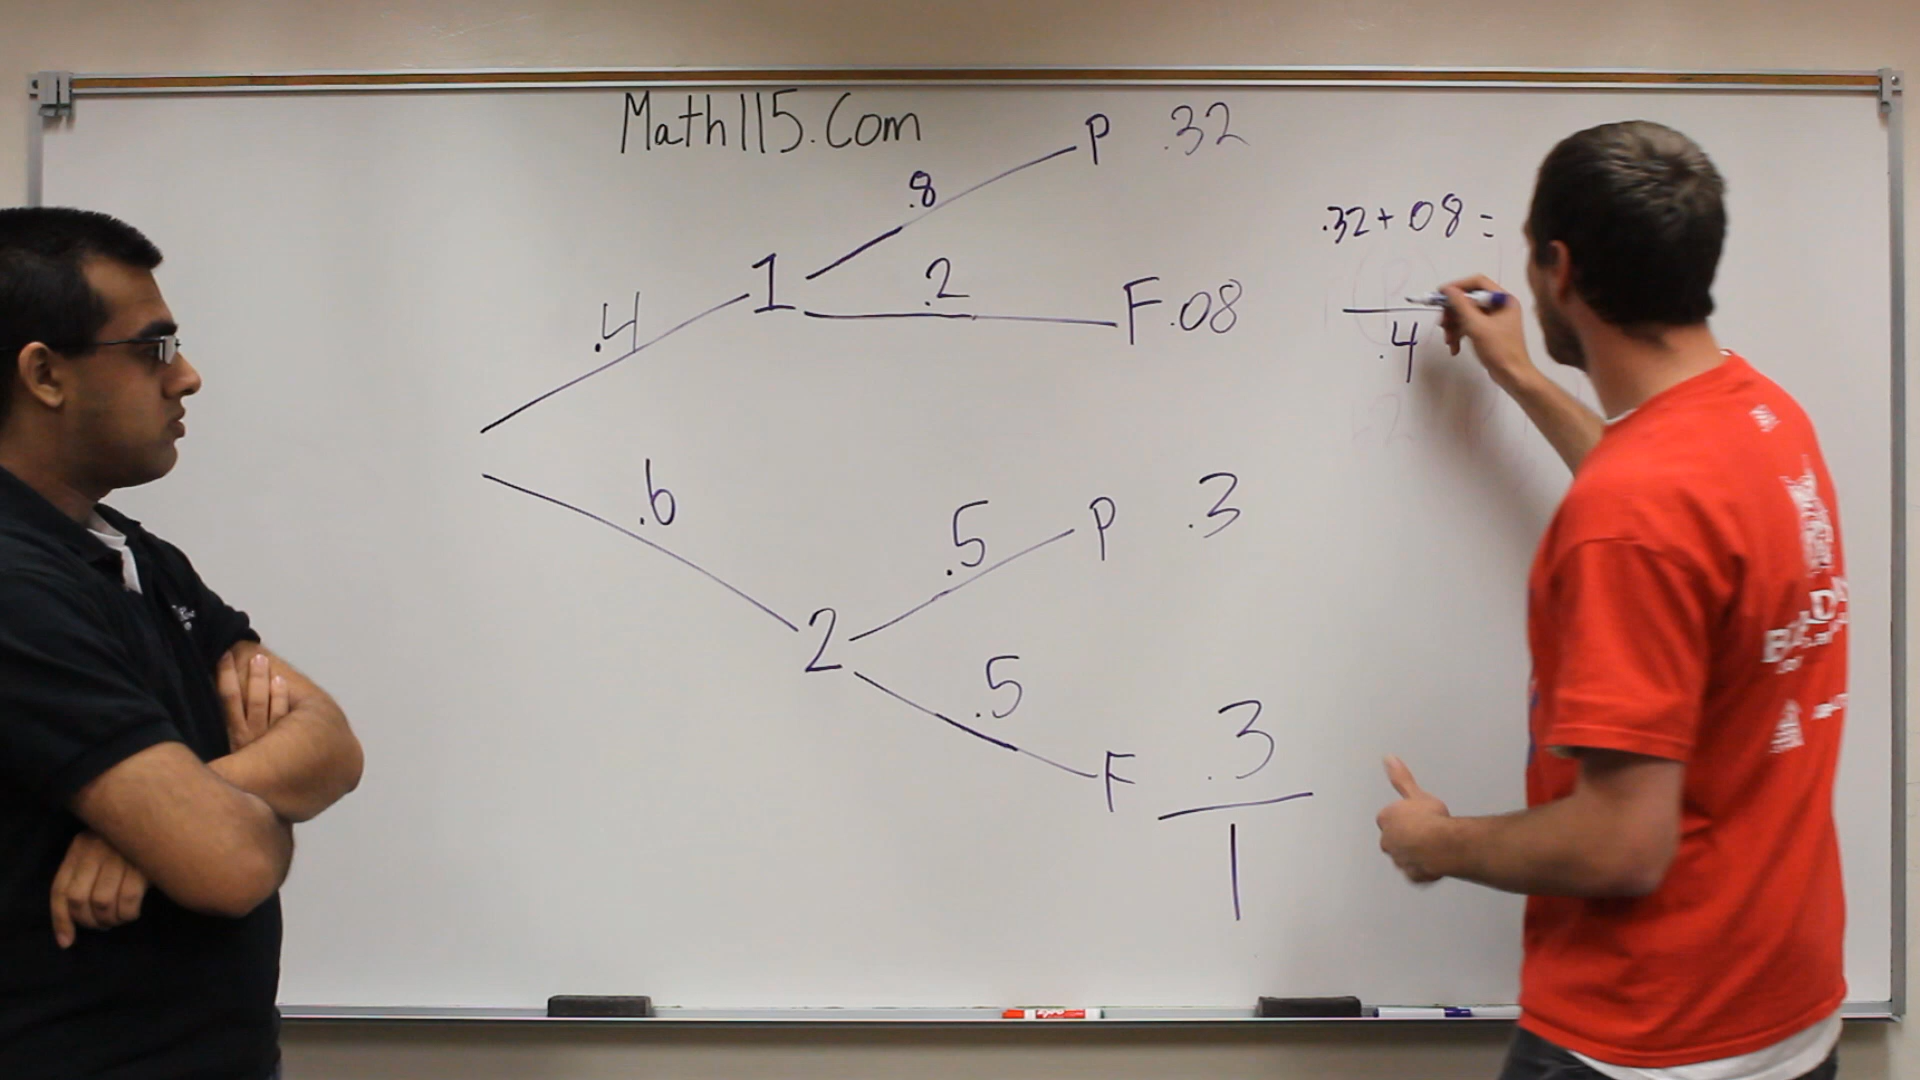 Math115.Com
P .32
.8
.32 + 08 =
1
.2
F .08
.4
.4
.6
.5
P .3
2
.5
F .3
1